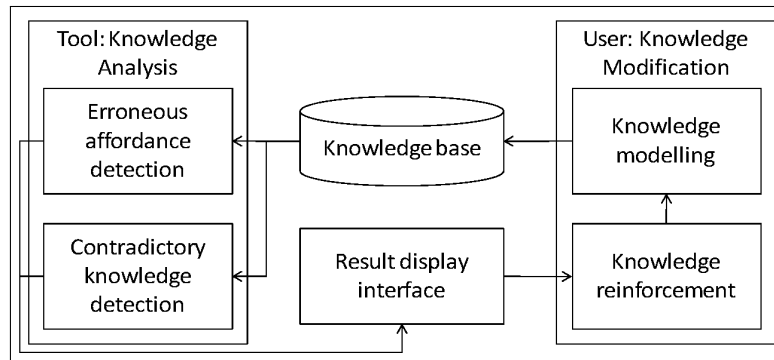 Tool: Knowledge
Analysis
Erroneous
affordance
detection
Contradictory
knowledge
detection
Knowledge base
Result display
interface
User: Knowledge
Modification
Knowledge
modelling
Knowledge
reinforcement